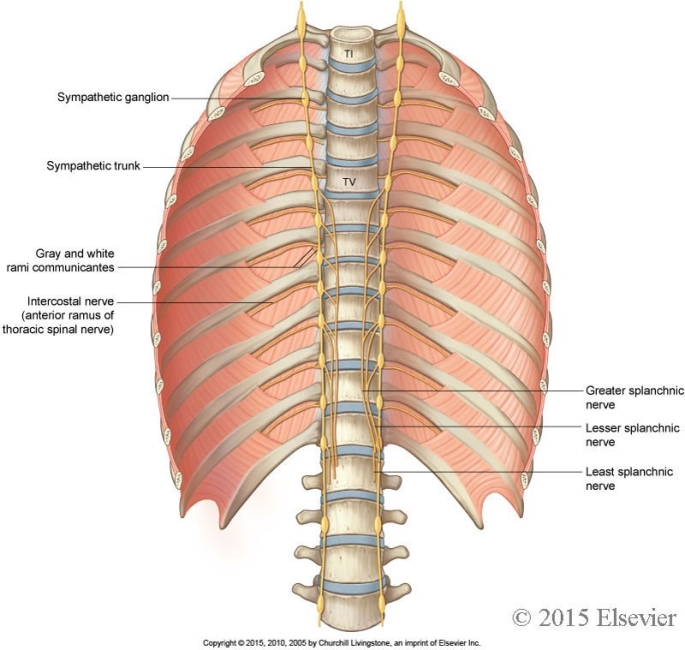 TI
Sympathetic ganglion
Sympathetic trunk
TV
Gray and white
rami communicantes
Intercostal nerve
(anterior ramus of
thoracic spinal nerve)
Greater splanchnic
nerve
Lesser splanchnic
nerve
Least splanchnic
nerve
© 2015 Elsevier
Copyright © 2015, 2010, 2005 by Churchill Livingstone, an imprint of Elsevier Inc.